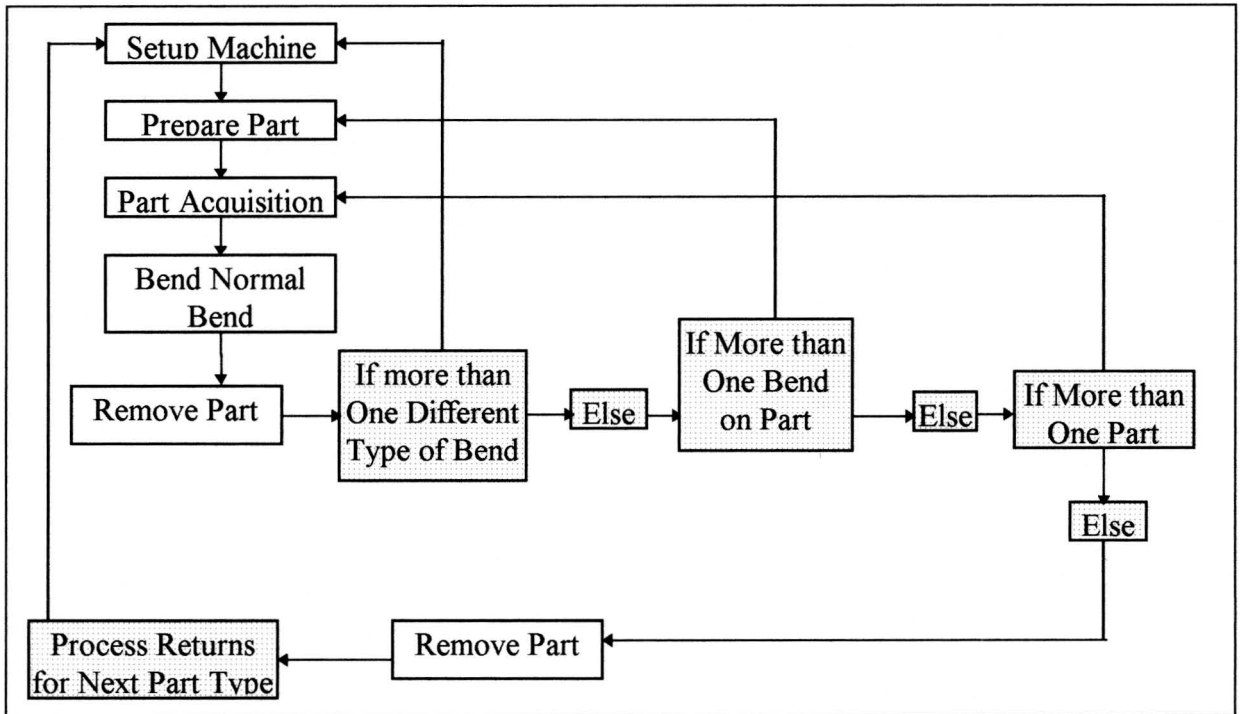 Setup Machine
Prepare Part
Part Acquisition
Bend Normal
Bend
Remove Part
If more than
One Different
Type of Bend
Else
If More than
One Bend
on Part
Else
If More than
One Part
Else
Remove Part
Process Returns
for Next Part Type